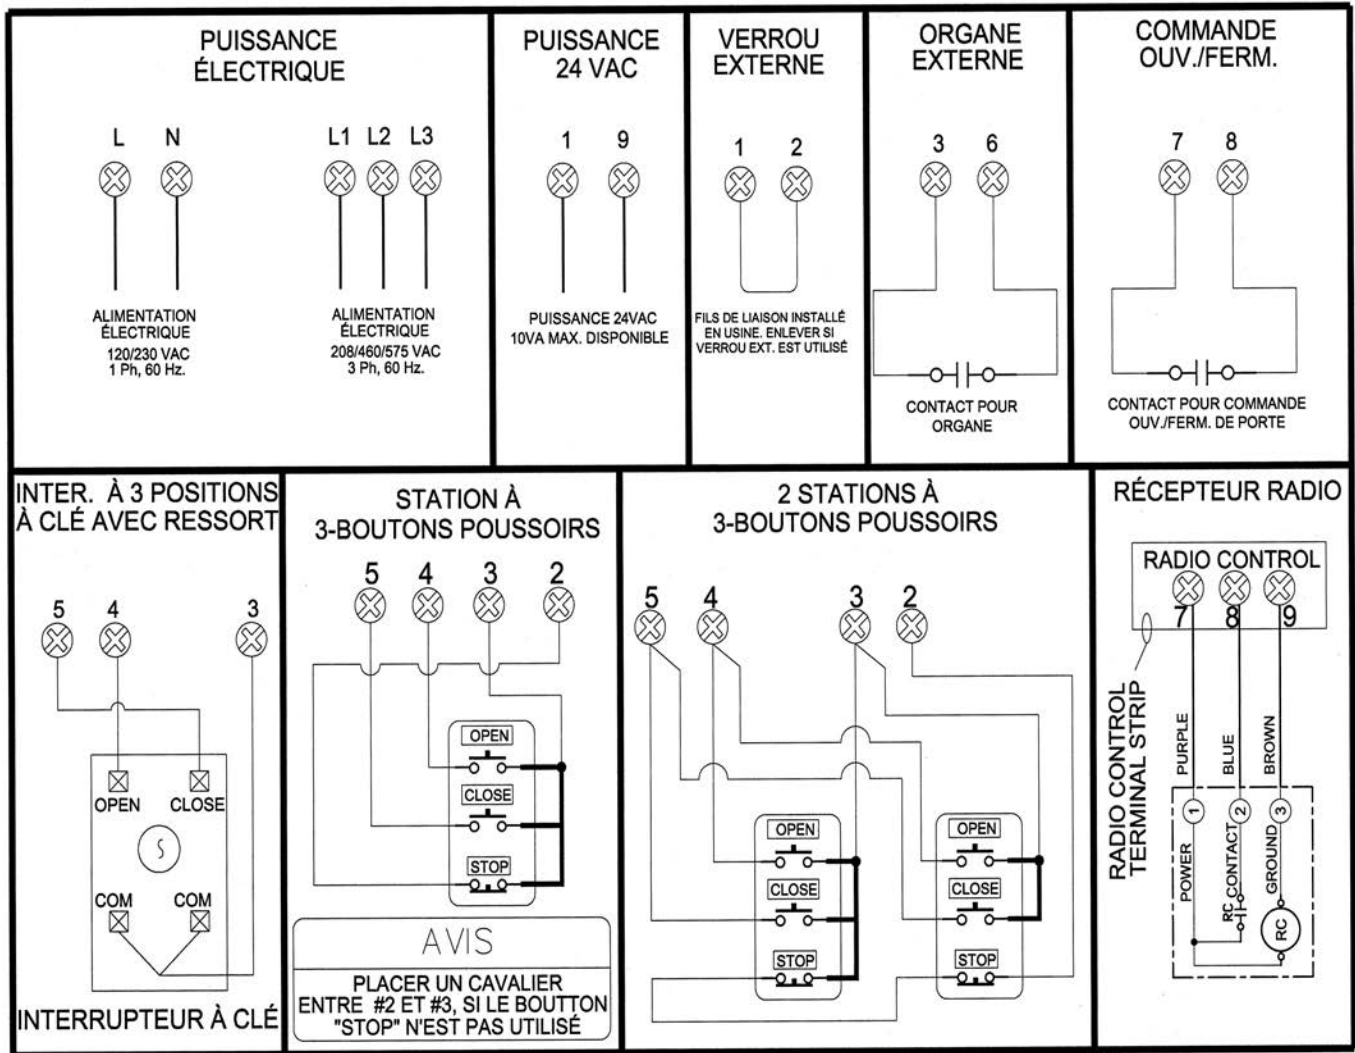 PUISSANCE
ÉLECTRIQUE
L N
L1 L2 L3
ALIMENTATION
ÉLECTRIQUE
120/230 VAC
1 Ph, 60 Hz.
ALIMENTATION
ÉLECTRIQUE
208/460/575 VAC
3 Ph, 60 Hz.
PUISSANCE
24 VAC
1 9
PUISSANCE 24VAC
10VA MAX. DISPONIBLE
VERROU
EXTERNE
1 2
FILS DE LIAISON INSTALLÉ
EN USINE. ENLEVER SI
VERROU EXT. EST UTILISÉ
ORGANE
EXTERNE
3 6
CONTACT POUR
ORGANE
COMMANDE
OUV./FERM.
7 8
CONTACT POUR COMMANDE
OUV./FERM. DE PORTE
INTER. À 3 POSITIONS
À CLÉ AVEC RESSORT
5 4 3
OPEN CLOSE
S
COM COM
INTERRUPTEUR À CLÉ
STATION À
3-BOUTONS POUSSOIRS
5 4 3 2
OPEN
CLOSE
STOP
AVIS
PLACER UN CAVALIER
ENTRE #2 ET #3, SI LE BOUTTON
"STOP" N'EST PAS UTILISÉ
2 STATIONS À
3-BOUTONS POUSSOIRS
5 4 3 2
OPEN OPEN
CLOSE CLOSE
STOP STOP
RÉCEPTEUR RADIO
RADIO CONTROL
7 8 9
RADIO CONTROL
TERMINAL STRIP
PURPLE
BLUE
BROWN
1 2 3
POWER
RC CONTACT
GROUND
RC